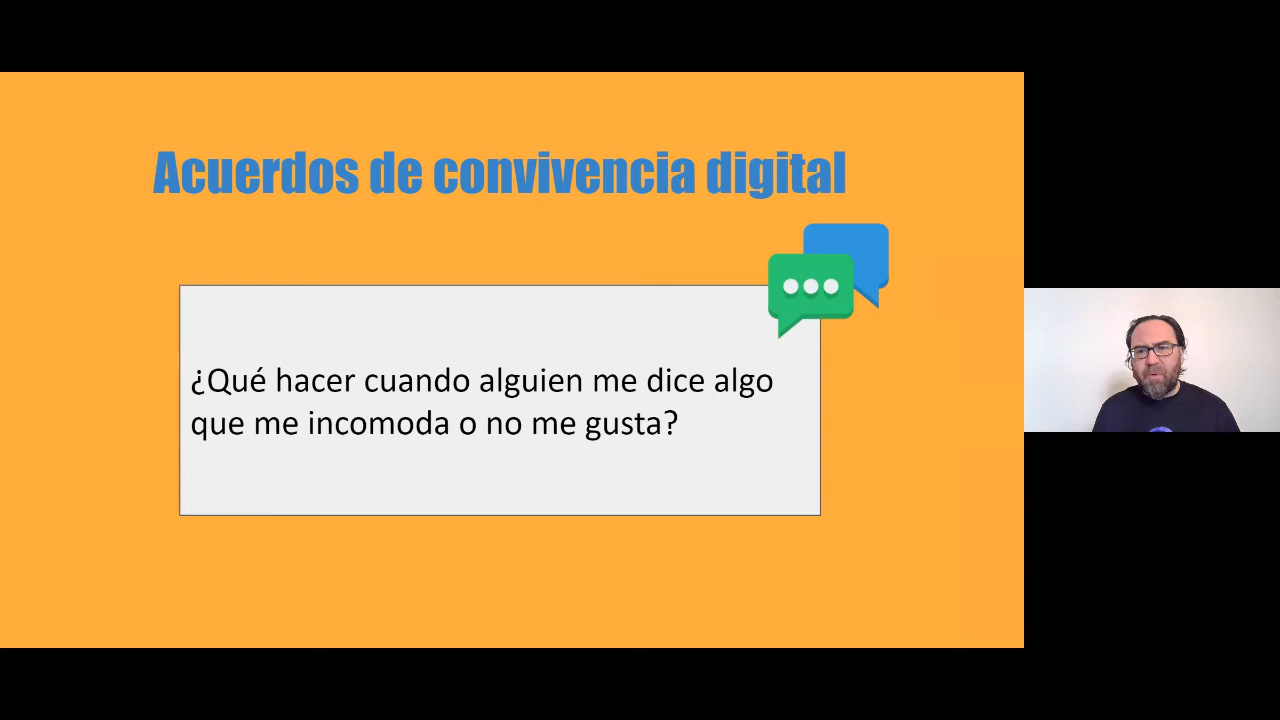 Acuerdos de convivencia digital
¿Qué hacer cuando alguien me dice algo
que me incomoda o no me gusta?